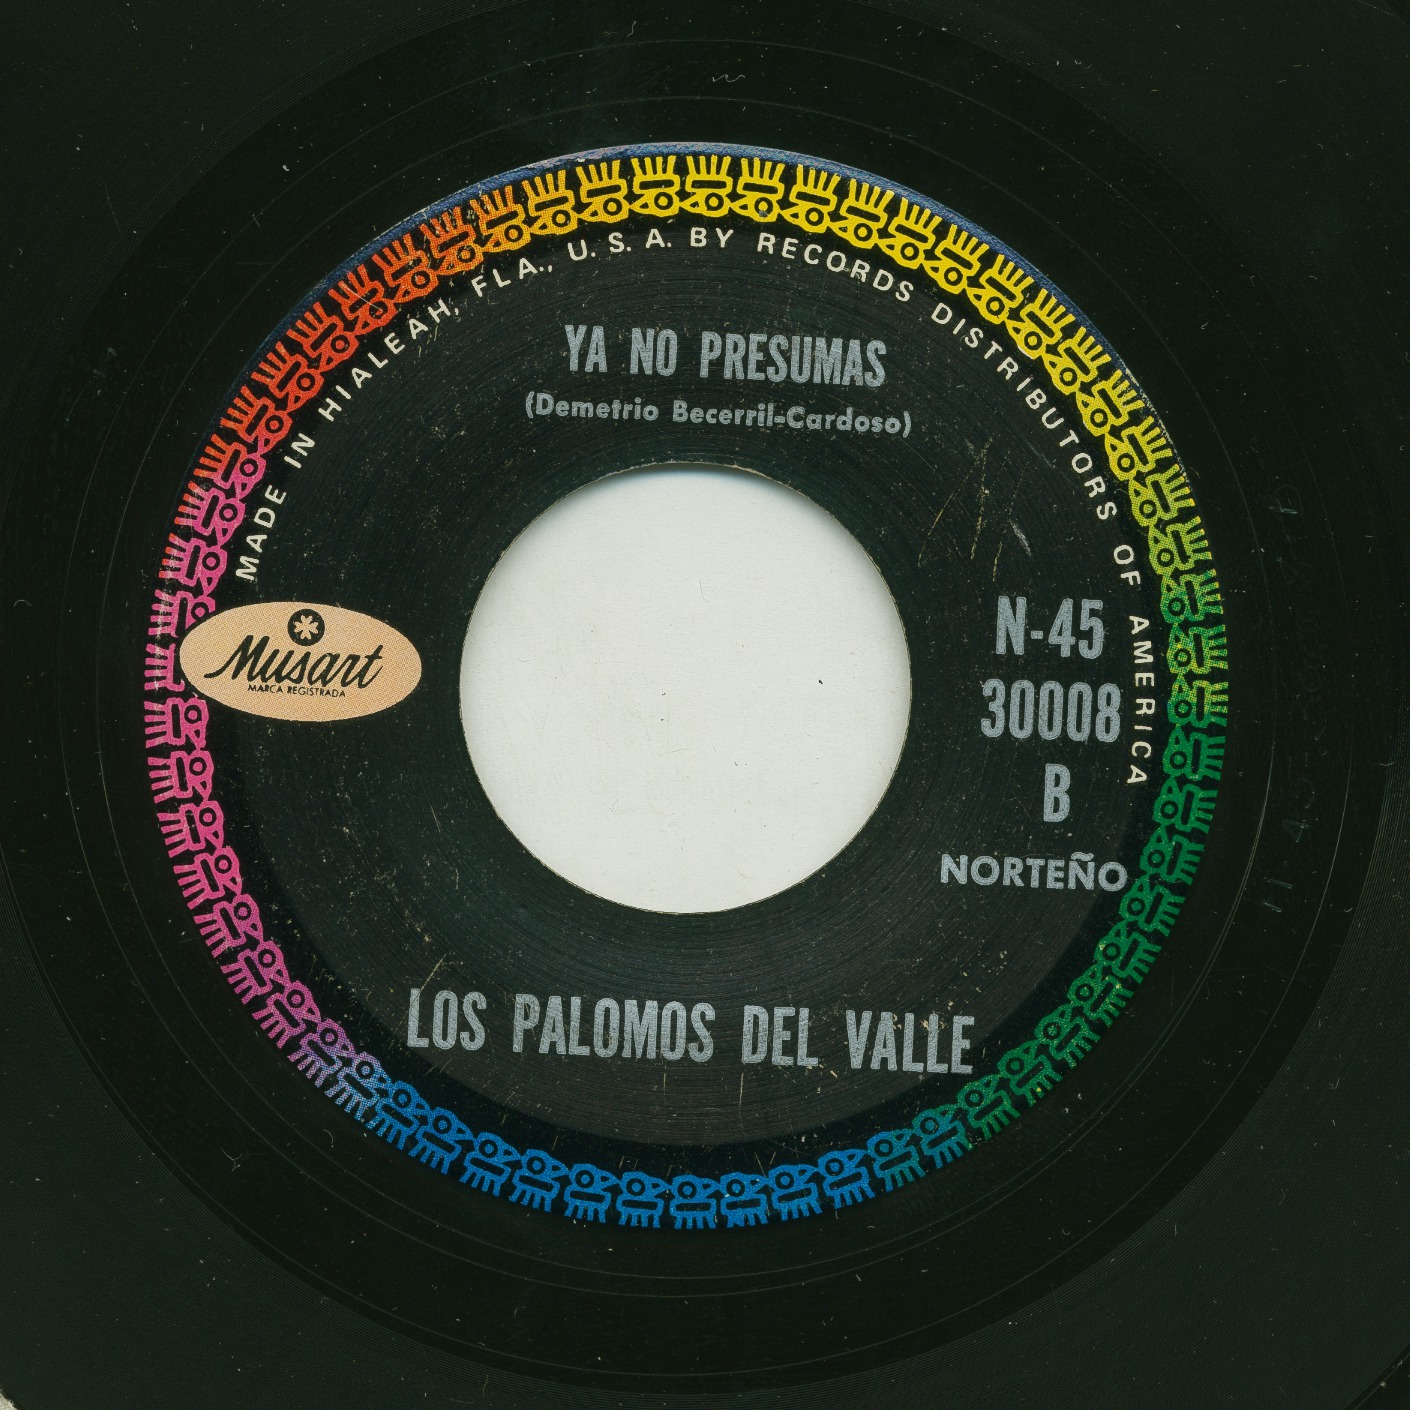 MADE IN HIALEAH, FLA., U.S.A. BY RECORDS DISTRIBUTORS OF AMERICA
YA NO PRESUMAS
(Demetrio Becerril-Cardoso)
Musart
MARCA REGISTRADA
N-45
30008
B
NORTEÑO
LOS PALOMOS DEL VALLE